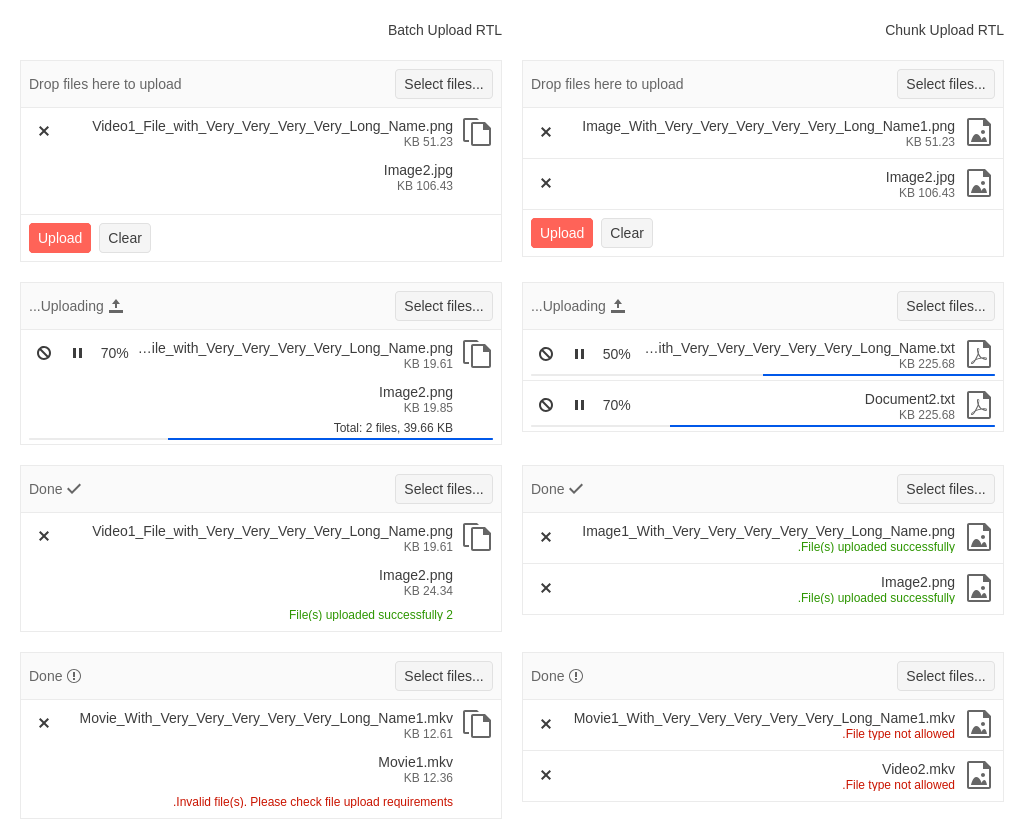 Batch Upload RTL
Drop files here to upload
Select files...
Video1_File_with_Very_Very_Very_Very_Long_Name.png
KB 51.23
Image2.jpg
KB 106.43
Upload
Clear
...Uploading
Select files...
70%
…ile_with_Very_Very_Very_Very_Long_Name.png
KB 19.61
Image2.png
KB 19.85
Total: 2 files, 39.66 KB
Done
Select files...
Video1_File_with_Very_Very_Very_Very_Long_Name.png
KB 19.61
Image2.png
KB 24.34
File(s) uploaded successfully 2
Done
Select files...
Movie_With_Very_Very_Very_Very_Very_Long_Name1.mkv
KB 12.61
Movie1.mkv
KB 12.36
.Invalid file(s). Please check file upload requirements
Chunk Upload RTL
Drop files here to upload
Select files...
Image_With_Very_Very_Very_Very_Very_Long_Name1.png
KB 51.23
Image2.jpg
KB 106.43
Upload
Clear
...Uploading
Select files...
50%
…ith_Very_Very_Very_Very_Very_Long_Name.txt
KB 225.68
70%
Document2.txt
KB 225.68
Done
Select files...
Image1_With_Very_Very_Very_Very_Very_Long_Name.png
.File(s) uploaded successfully
Image2.png
.File(s) uploaded successfully
Done
Select files...
Movie1_With_Very_Very_Very_Very_Very_Long_Name1.mkv
.File type not allowed
Video2.mkv
.File type not allowed